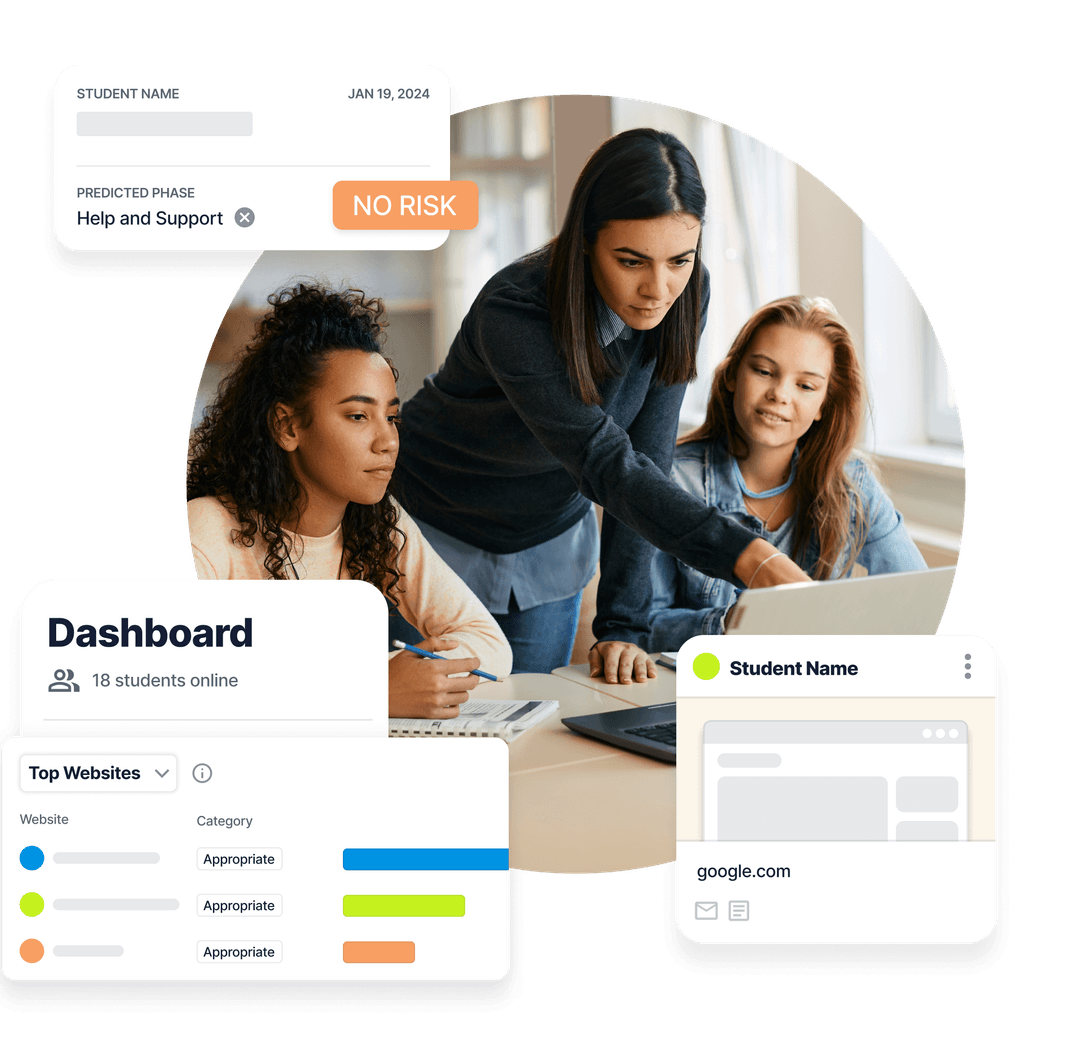 STUDENT NAME
JAN 19, 2024
PREDICTED PHASE
Help and Support
NO RISK
Dashboard
18 students online
Top Websites
Website
Category
Appropriate
Appropriate
Appropriate
Student Name
google.com